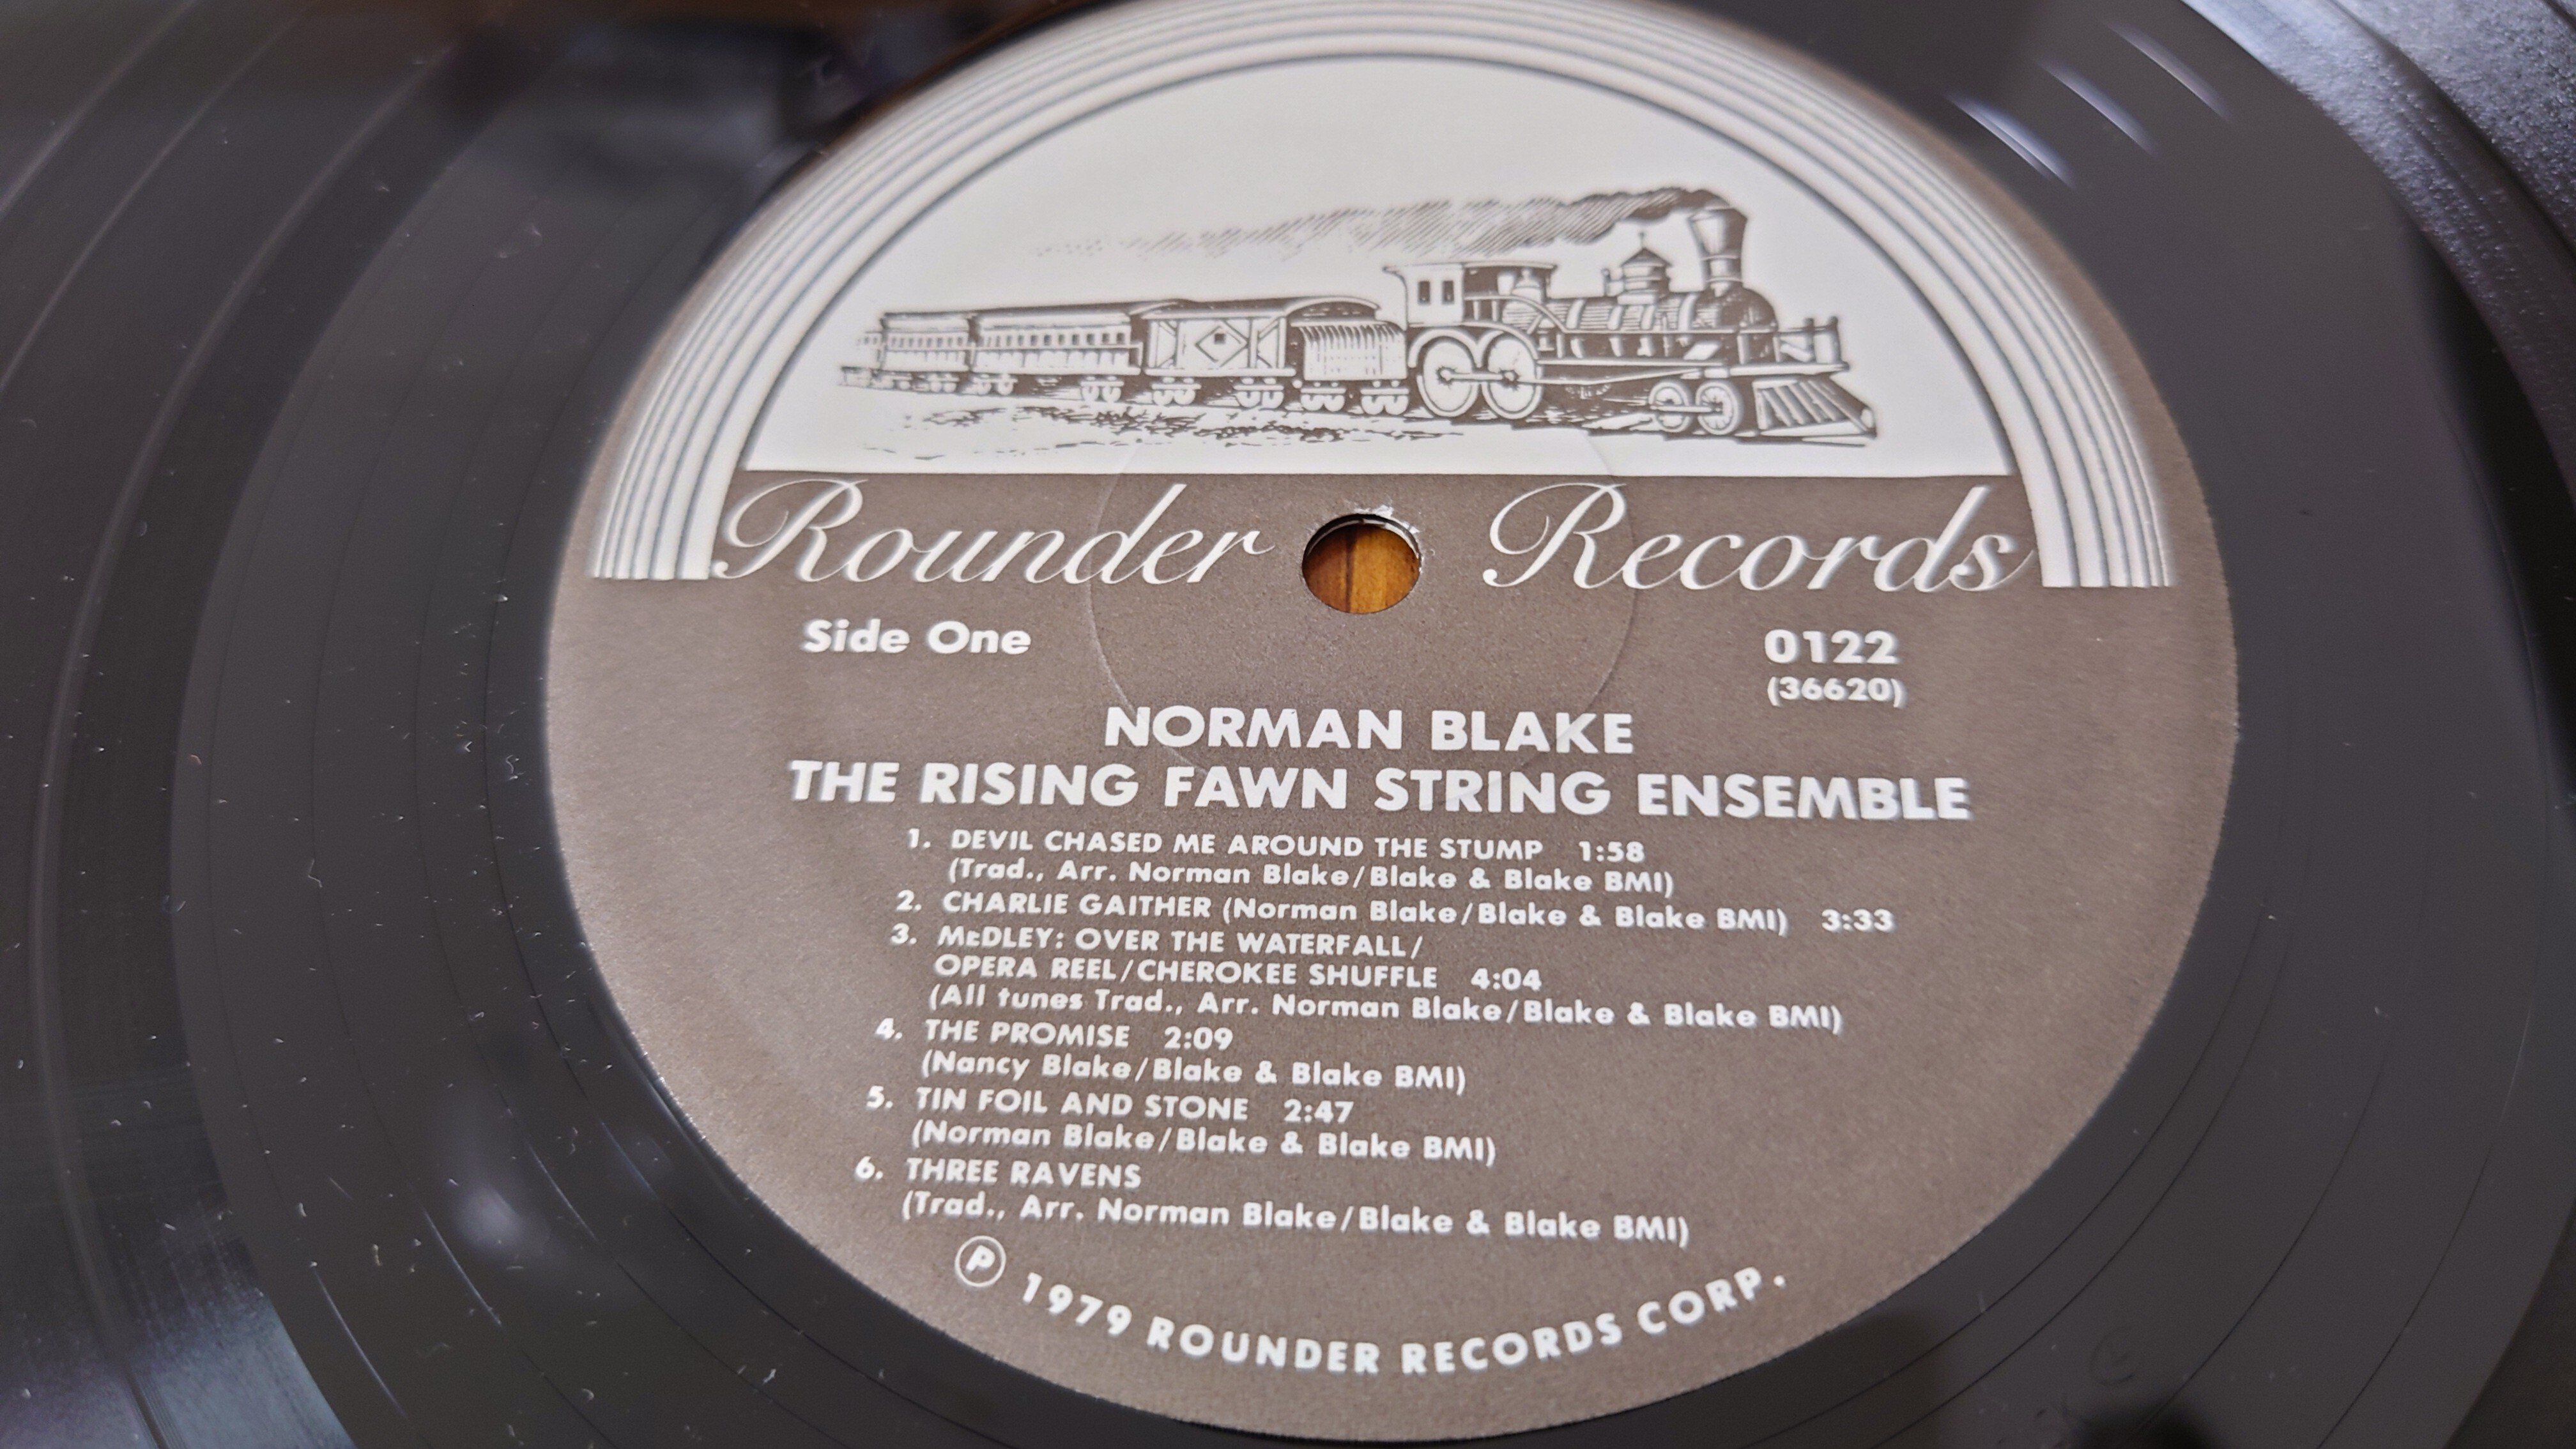 Rounder Records
Side One
0122
(36620)
NORMAN BLAKE
THE RISING FAWN STRING ENSEMBLE
1. DEVIL CHASED ME AROUND THE STUMP 1:58
(Trad., Arr. Norman Blake/Blake & Blake BMI)
2. CHARLIE GAITHER (Norman Blake/Blake & Blake BMI) 3:33
3. MEDLEY: OVER THE WATERFALL/
OPERA REEL/CHEROKEE SHUFFLE 4:04
(All tunes Trad., Arr. Norman Blake/Blake & Blake BMI)
4. THE PROMISE 2:09
(Nancy Blake/Blake & Blake BMI)
5. TIN FOIL AND STONE 2:47
(Norman Blake/Blake & Blake BMI)
6. THREE RAVENS
(Trad., Arr. Norman Blake/Blake & Blake BMI)
Ⓟ 1979 ROUNDER RECORDS CORP.